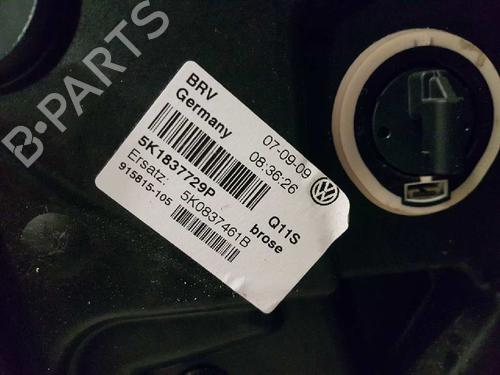 B-PARTS
BRV
Germany
07-09-09
08:36:26
5K1837729P
Ersatz: 5K0837461B
915815-105
Q11S
brose